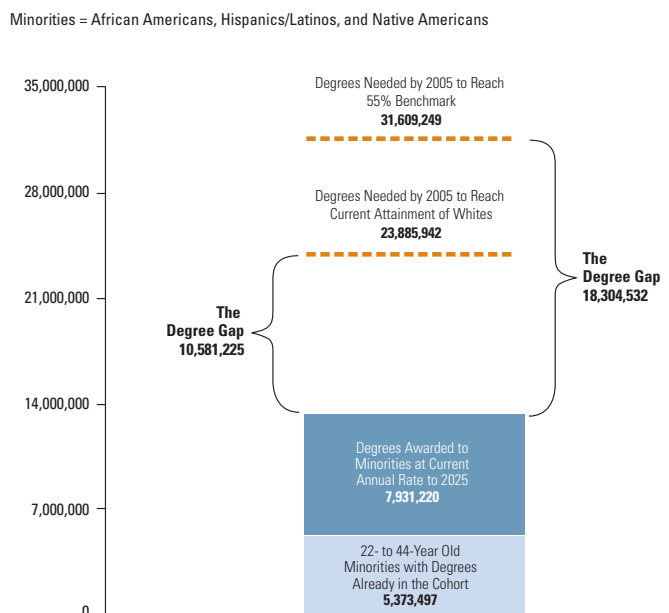 Minorities = African Americans, Hispanics/Latinos, and Native Americans
35,000,000
Degrees Needed by 2005 to Reach
55% Benchmark
31,609,249
28,000,000
Degrees Needed by 2005 to Reach
Current Attainment of Whites
23,885,942
The
Degree Gap
18,304,532
21,000,000
The
Degree Gap
10,581,225
14,000,000
Degrees Awarded to
Minorities at Current
Annual Rate to 2025
7,931,220
7,000,000
22- to 44-Year Old
Minorities with Degrees
Already in the Cohort
5,373,497
0